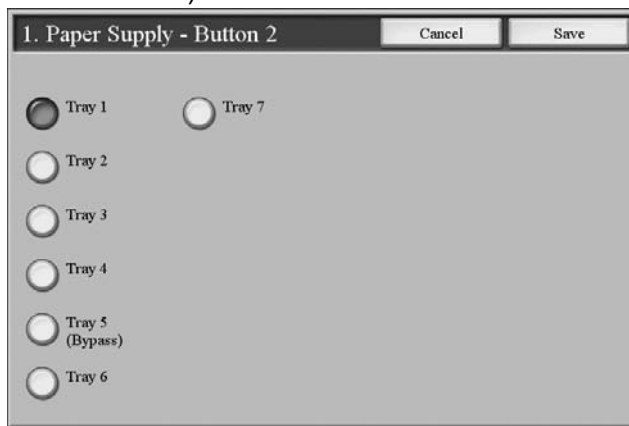 1. Paper Supply - Button 2
Cancel
Save
Tray 1
Tray 7
Tray 2
Tray 3
Tray 4
Tray 5
(Bypass)
Tray 6